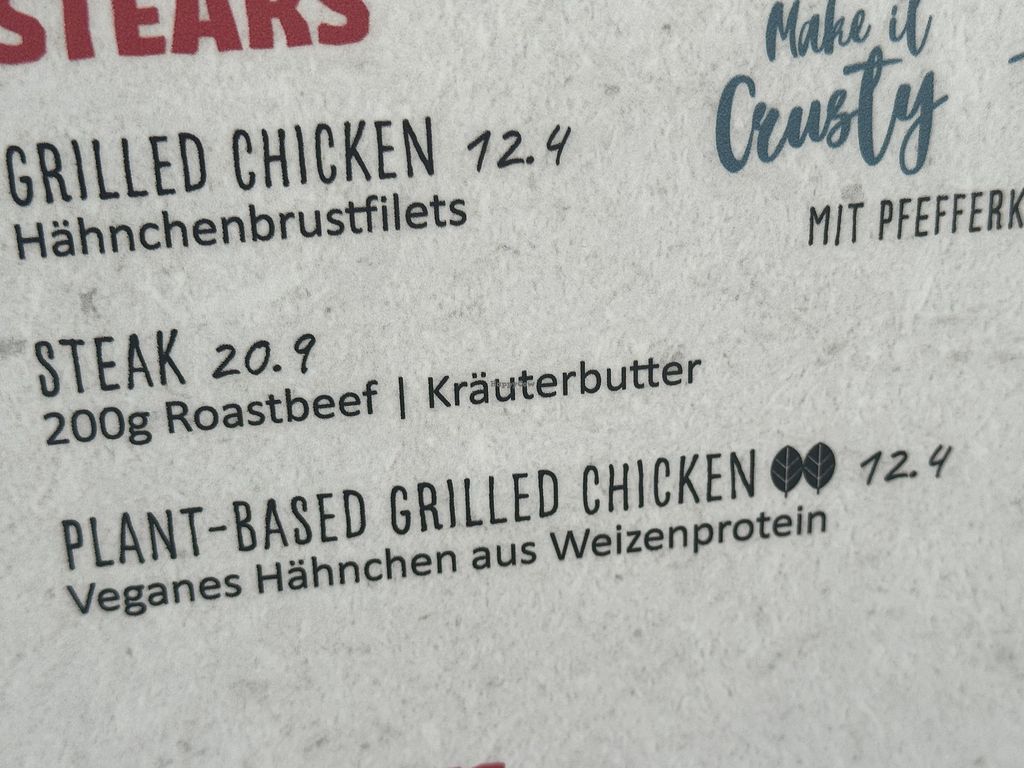 STEAKS
GRILLED CHICKEN 12.4
Hähnchenbrustfilets
STEAK 20.9
200g Roastbeef | Kräuterbutter
PLANT-BASED GRILLED CHICKEN 12.4
Veganes Hähnchen aus Weizenprotein
Make it
Crusty
MIT PFEFFERK